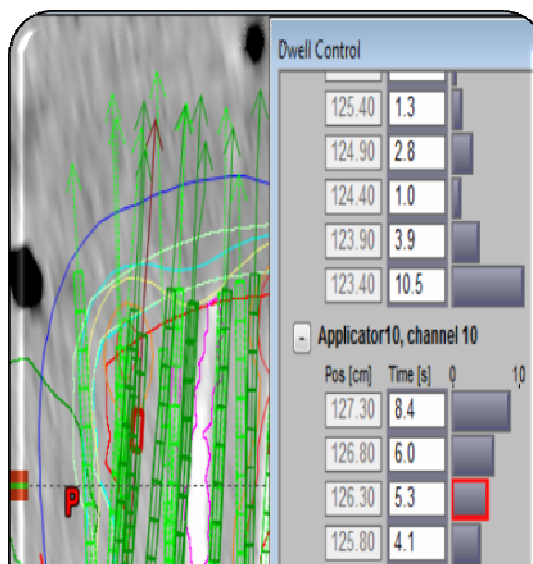 Dwell Control
125.40 1.3
124.90 2.8
124.40 1.0
123.90 3.9
123.40 10.5
- Applicator10, channel 10
Pos [cm] Time [s] 0 10
127.30 8.4
126.80 6.0
126.30 5.3
125.80 4.1
P